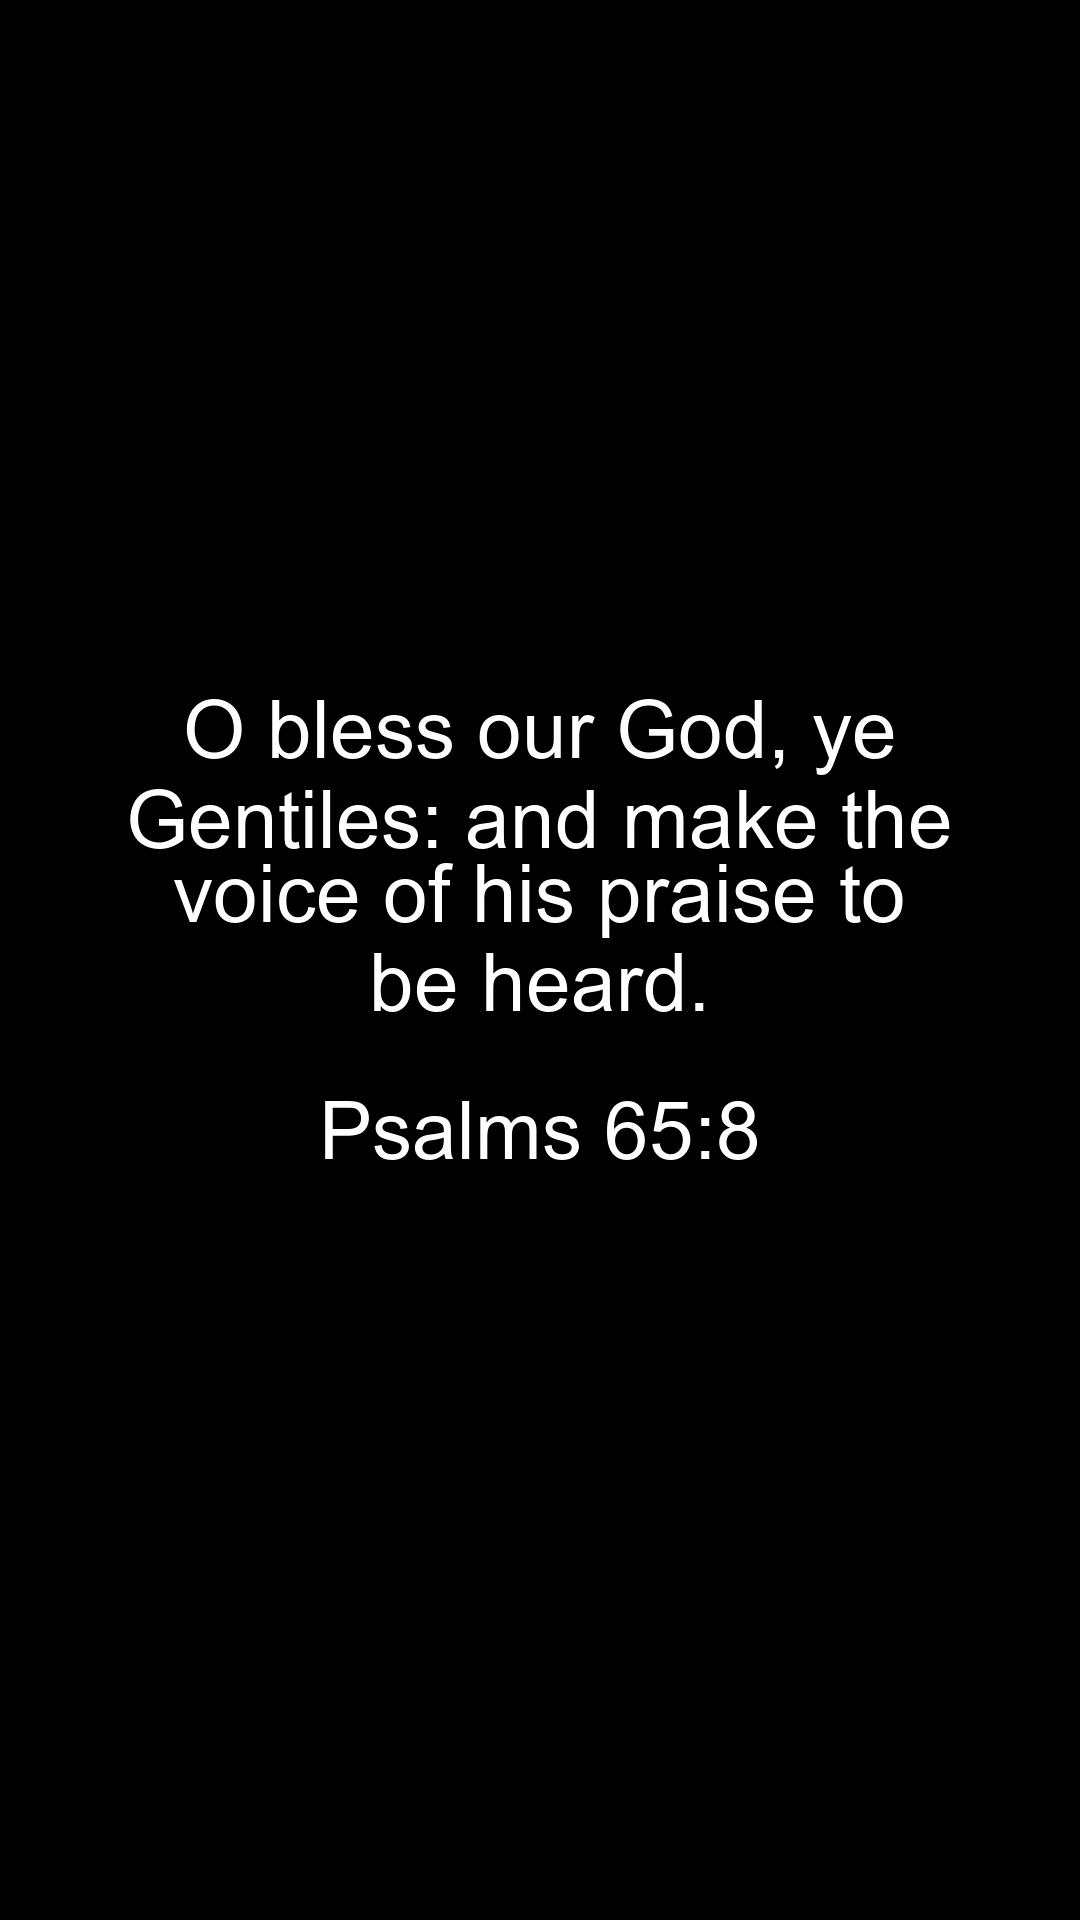 O bless our God, ye
Gentiles: and make the
voice of his praise to
be heard.
Psalms 65:8